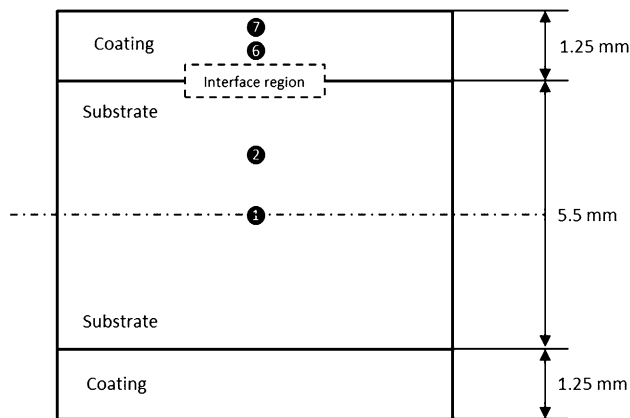 7
Coating
6
1.25 mm
Interface region
Substrate
2
1
5.5 mm
Substrate
Coating
1.25 mm